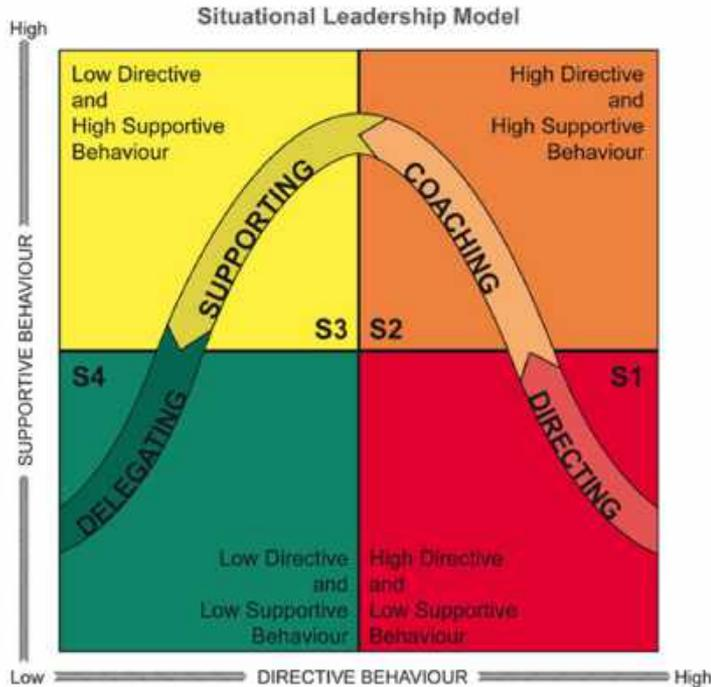 Situational Leadership Model
High
Low Directive
and
High Supportive
Behaviour
High Directive
and
High Supportive
Behaviour
SUPPORTING
COACHING
SUPPORTIVE BEHAVIOUR
S3
S2
S4
S1
DELEGATING
DIRECTING
Low Directive
and
Low Supportive
Behaviour
High Directive
and
Low Supportive
Behaviour
Low
DIRECTIVE BEHAVIOUR
High